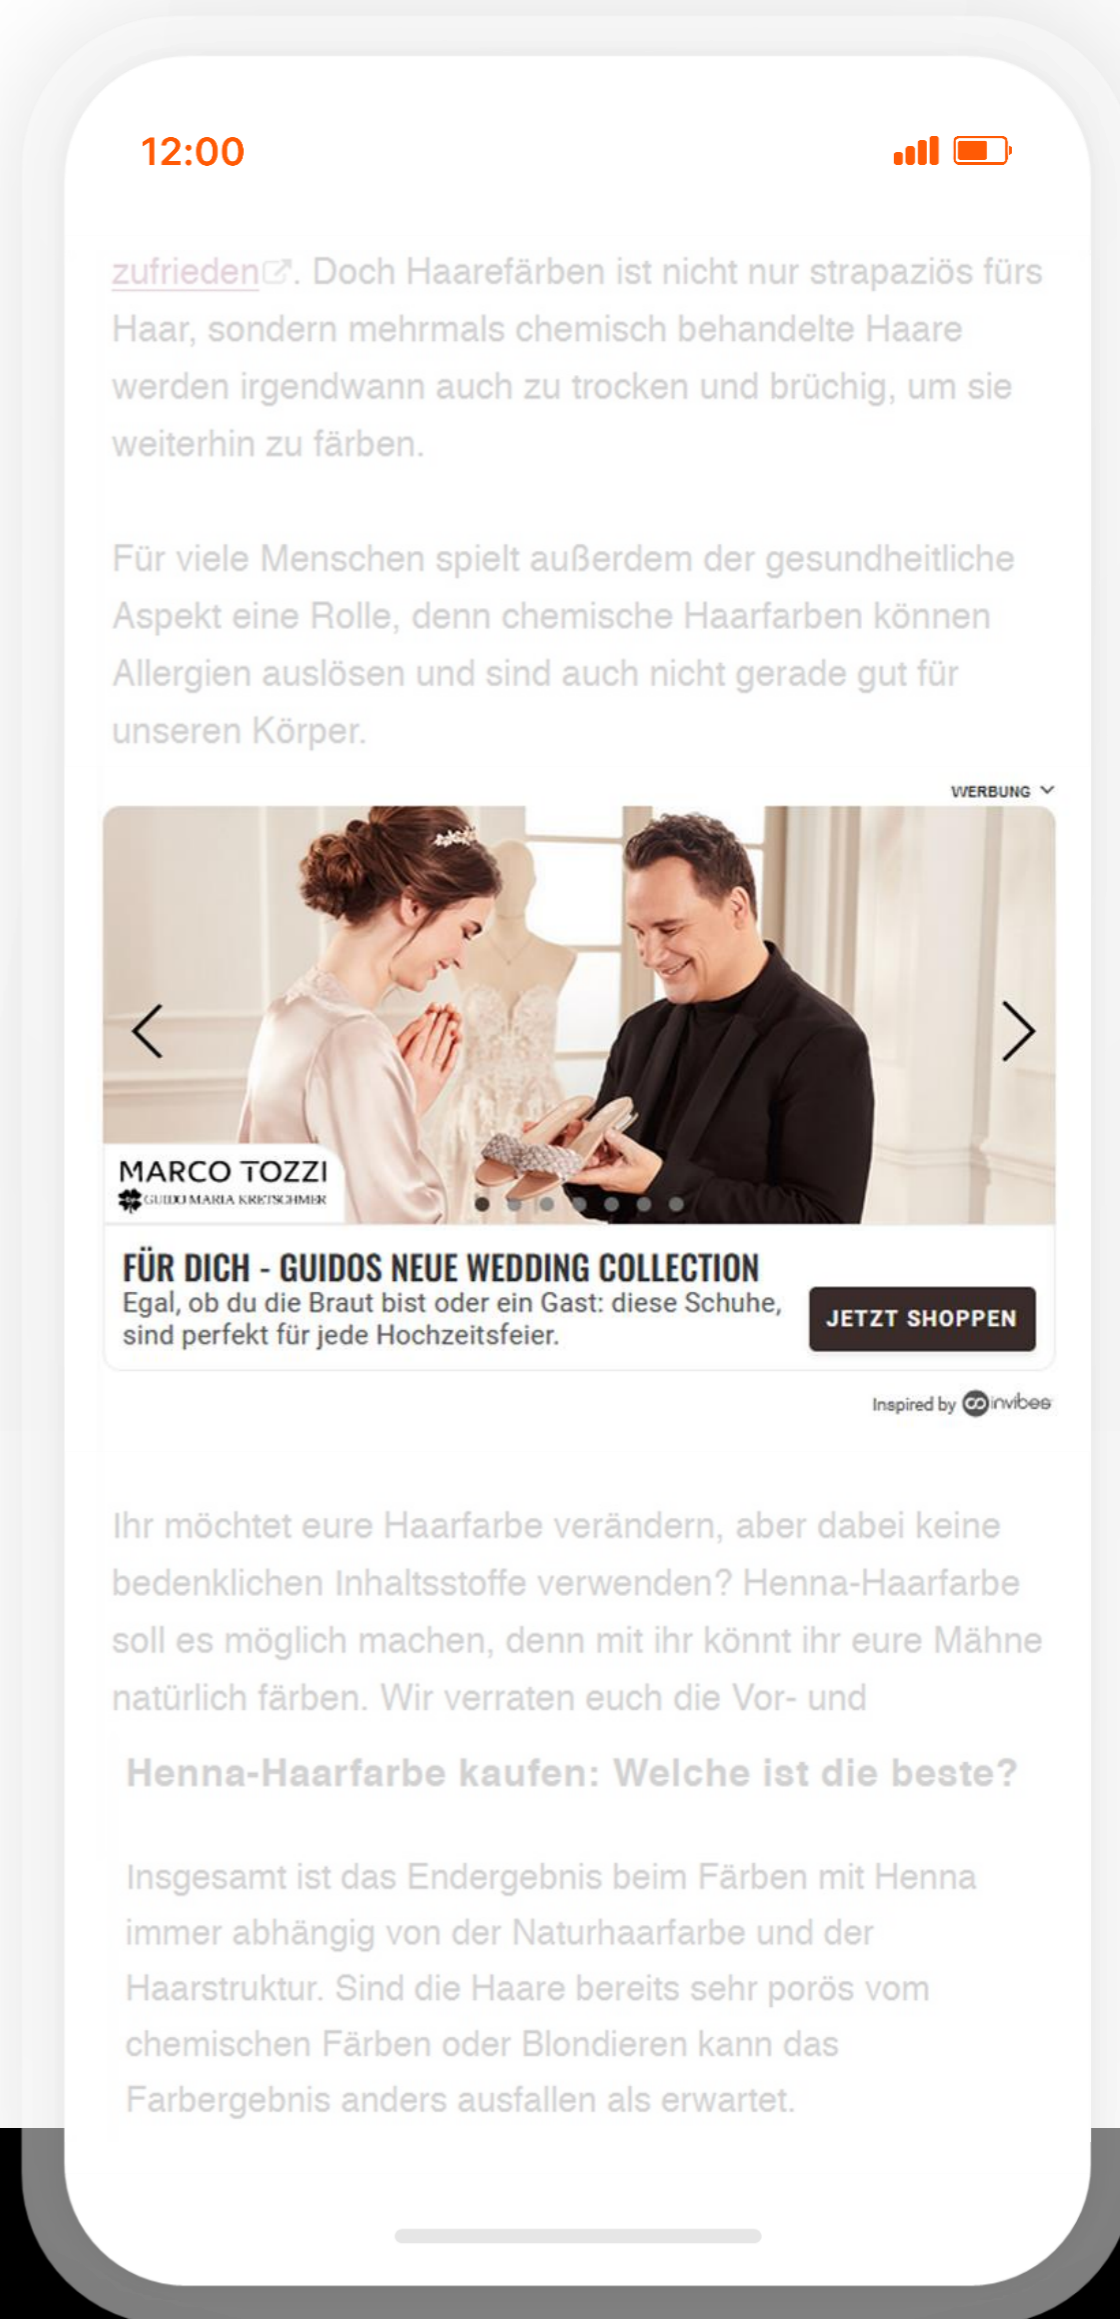 12:00
zufrieden. Doch Haarefärben ist nicht nur strapaziös fürs
Haar, sondern mehrmals chemisch behandelte Haare
werden irgendwann auch zu trocken und brüchig, um sie
weiterhin zu färben.
Für viele Menschen spielt außerdem der gesundheitliche
Aspekt eine Rolle, denn chemische Haarfarben können
Allergien auslösen und sind auch nicht gerade gut für
unseren Körper.
WERBUNG
MARCO TOZZI
GUIDO MARIA KRETSCHMER
FÜR DICH - GUIDOS NEUE WEDDING COLLECTION
Egal, ob du die Braut bist oder ein Gast: diese Schuhe,
sind perfekt für jede Hochzeitsfeier.
JETZT SHOPPEN
Inspired by invibes
Ihr möchtet eure Haarfarbe verändern, aber dabei keine
bedenklichen Inhaltsstoffe verwenden? Henna-Haarfarbe
soll es möglich machen, denn mit ihr könnt ihr eure Mähne
natürlich färben. Wir verraten euch die Vor- und
Henna-Haarfarbe kaufen: Welche ist die beste?
Insgesamt ist das Endergebnis beim Färben mit Henna
immer abhängig von der Naturhaarfarbe und der
Haarstruktur. Sind die Haare bereits sehr porös vom
chemischen Färben oder Blondieren kann das
Farbergebnis anders ausfallen als erwartet.